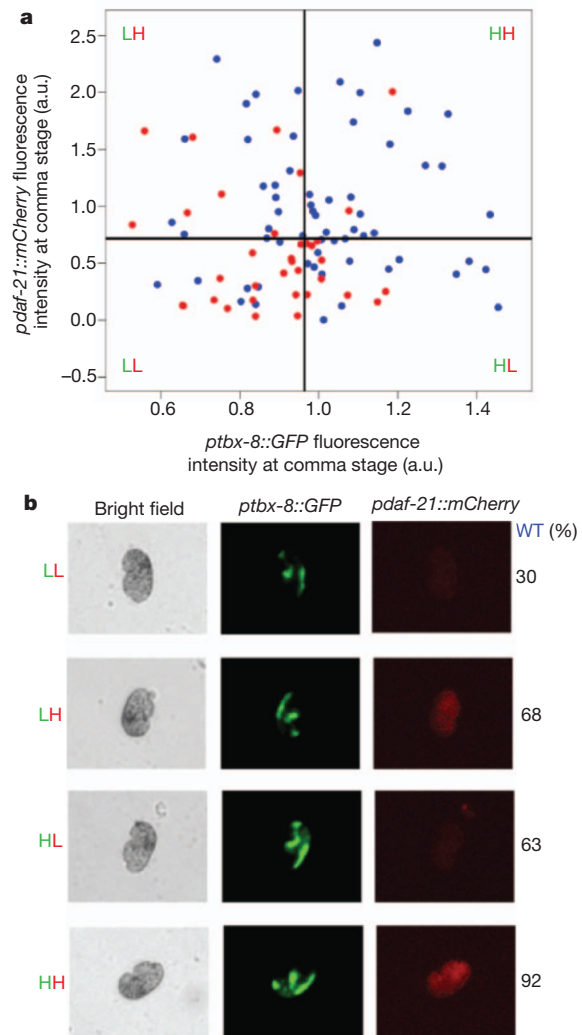 a
LH
HH
2.5
2.0
1.5
1.0
0.5
0.0
–0.5
pdaf-21::mCherry fluorescence
intensity at comma stage (a.u.)
LL
HL
0.6
0.8
1.0
1.2
1.4
ptbx-8::GFP fluorescence
intensity at comma stage (a.u.)
b
Bright field
ptbx-8::GFP
pdaf-21::mCherry
WT (%)
LL
30
LH
68
HL
63
HH
92